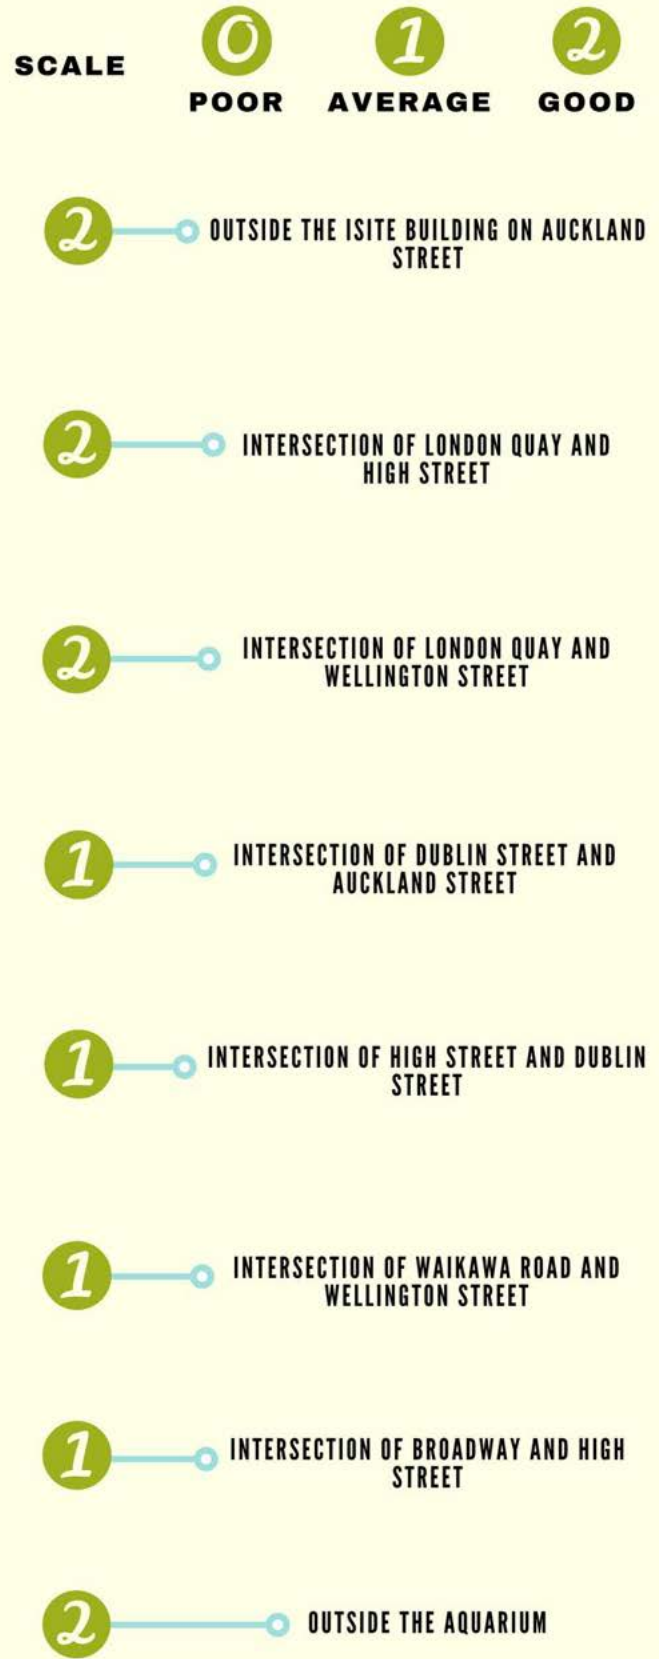 SCALE
0 1 2
POOR AVERAGE GOOD
2 OUTSIDE THE ISITE BUILDING ON AUCKLAND
STREET
2 INTERSECTION OF LONDON QUAY AND
HIGH STREET
2 INTERSECTION OF LONDON QUAY AND
WELLINGTON STREET
1 INTERSECTION OF DUBLIN STREET AND
AUCKLAND STREET
1 INTERSECTION OF HIGH STREET AND DUBLIN
STREET
1 INTERSECTION OF WAIKAWA ROAD AND
WELLINGTON STREET
1 INTERSECTION OF BROADWAY AND HIGH
STREET
2 OUTSIDE THE AQUARIUM